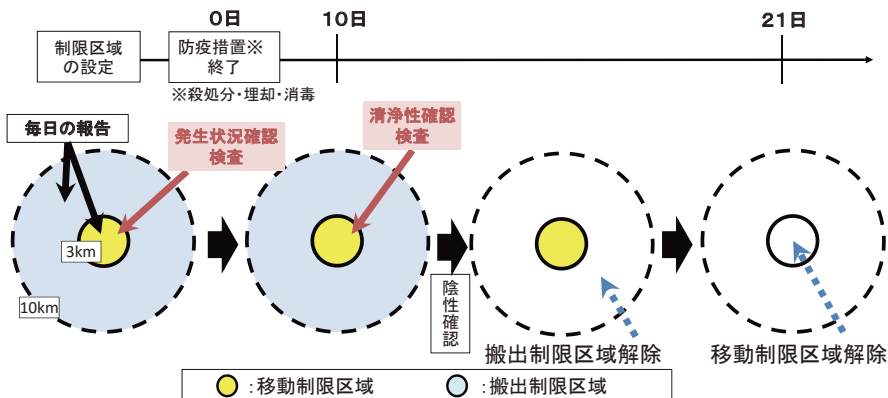 0日
10日
21日
制限区域
の設定
防疫措置※
終了
※殺処分・埋却・消毒
毎日の報告
発生状況確認
検査
清浄性確認
検査
3km
10km
陰性確認
搬出制限区域解除
移動制限区域解除
：移動制限区域
：搬出制限区域